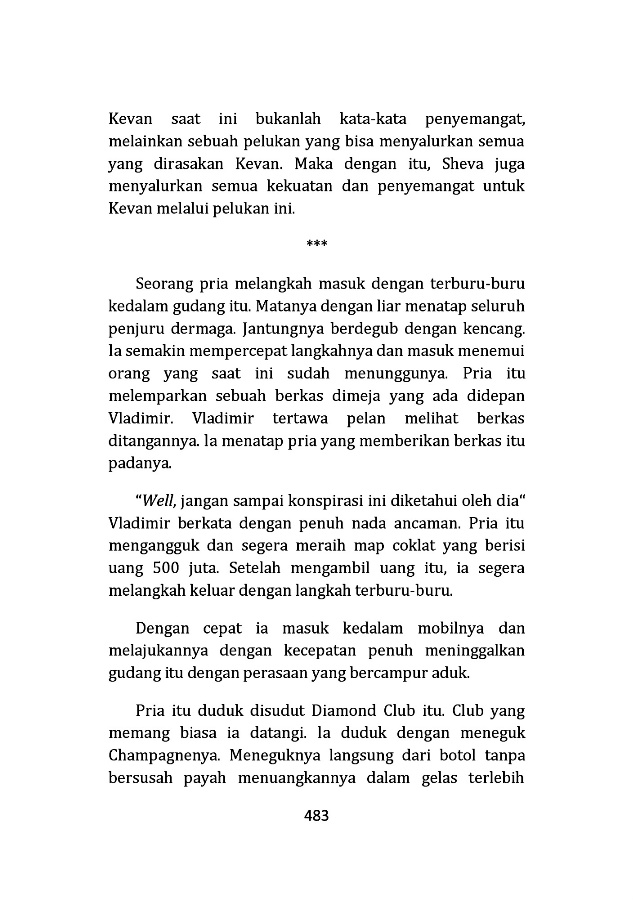 Kevan saat ini bukanlah kata-kata penyemangat,
melainkan sebuah pelukan yang bisa menyalurkan semua
yang dirasakan Kevan. Maka dengan itu, Sheva juga
menyalurkan semua kekuatan dan penyemangat untuk
Kevan melalui pelukan ini.
***
Seorang pria melangkah masuk dengan terburu-buru
kedalam gudang itu. Matanya dengan liar menatap seluruh
penjuru dermaga. Jantungnya berdegub dengan kencang.
Ia semakin mempercepat langkahnya dan masuk menemui
orang yang saat ini sudah menunggunya. Pria itu
melemparkan sebuah berkas dimeja yang ada didepan
Vladimir. Vladimir tertawa pelan melihat berkas
ditangannya. Ia menatap pria yang memberikan berkas itu
padanya.
“Well, jangan sampai konspirasi ini diketahui oleh dia“
Vladimir berkata dengan penuh nada ancaman. Pria itu
mengangguk dan segera meraih map coklat yang berisi
uang 500 juta. Setelah mengambil uang itu, ia segera
melangkah keluar dengan langkah terburu-buru.
Dengan cepat ia masuk kedalam mobilnya dan
melajukannya dengan kecepatan penuh meninggalkan
gudang itu dengan perasaan yang bercampur aduk.
Pria itu duduk disudut Diamond Club itu. Club yang
memang biasa ia datangi. Ia duduk dengan meneguk
Champagnenya. Meneguknya langsung dari botol tanpa
bersusah payah menuangkannya dalam gelas terlebih
483